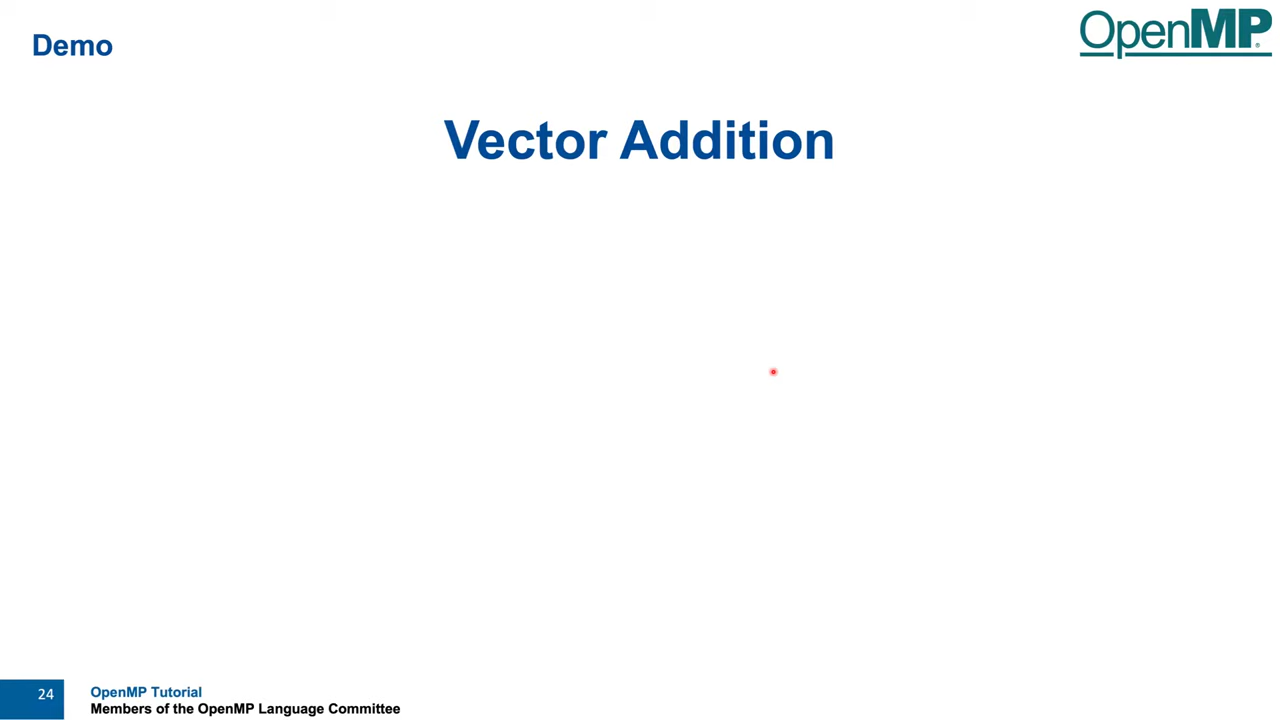 Demo
OpenMP®
Vector Addition
24
OpenMP Tutorial
Members of the OpenMP Language Committee